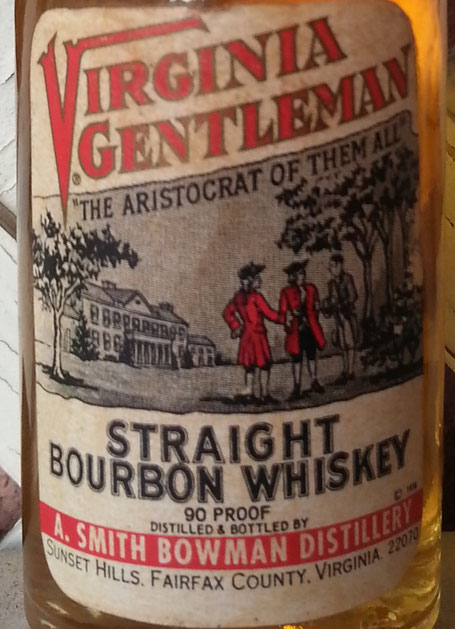 VIRGINIA
GENTLEMAN
®
"THE ARISTOCRAT OF THEM ALL"
STRAIGHT
BOURBON WHISKEY
90 PROOF
DISTILLED & BOTTLED BY
A. SMITH BOWMAN DISTILLERY
SUNSET HILLS, FAIRFAX COUNTY, VIRGINIA, 22070